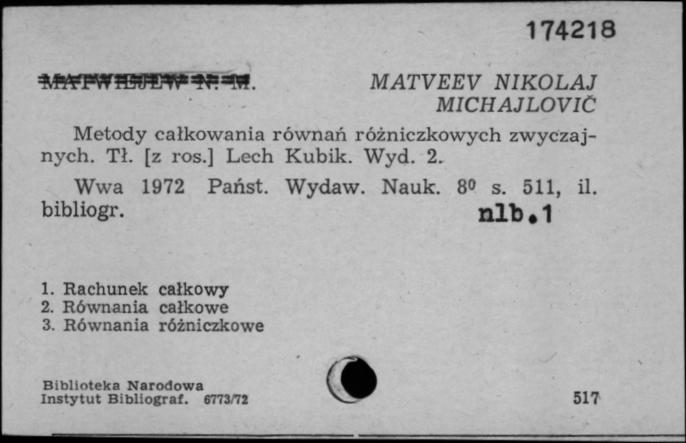 174218
MATWIEJEW N. M.
MATVEEV NIKOLAJ
MICHAJLOVIČ
Metody całkowania równań różniczkowych zwyczaj-
nych. Tł. [z ros.] Lech Kubik. Wyd. 2.
Wwa 1972 Państ. Wydaw. Nauk. 8⁰ s. 511, il.
bibliogr.
nlb.1
1. Rachunek całkowy
2. Równania całkowe
3. Równania różniczkowe
Biblioteka Narodowa
Instytut Bibliograf. 6773/72
517